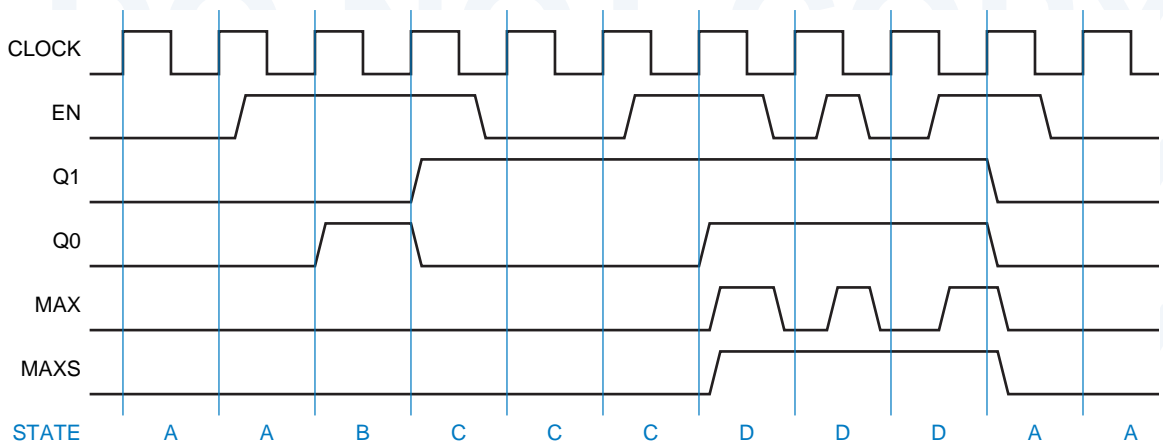 CLOCK
EN
Q1
Q0
MAX
MAXS
STATE A A B C C C D D D A A